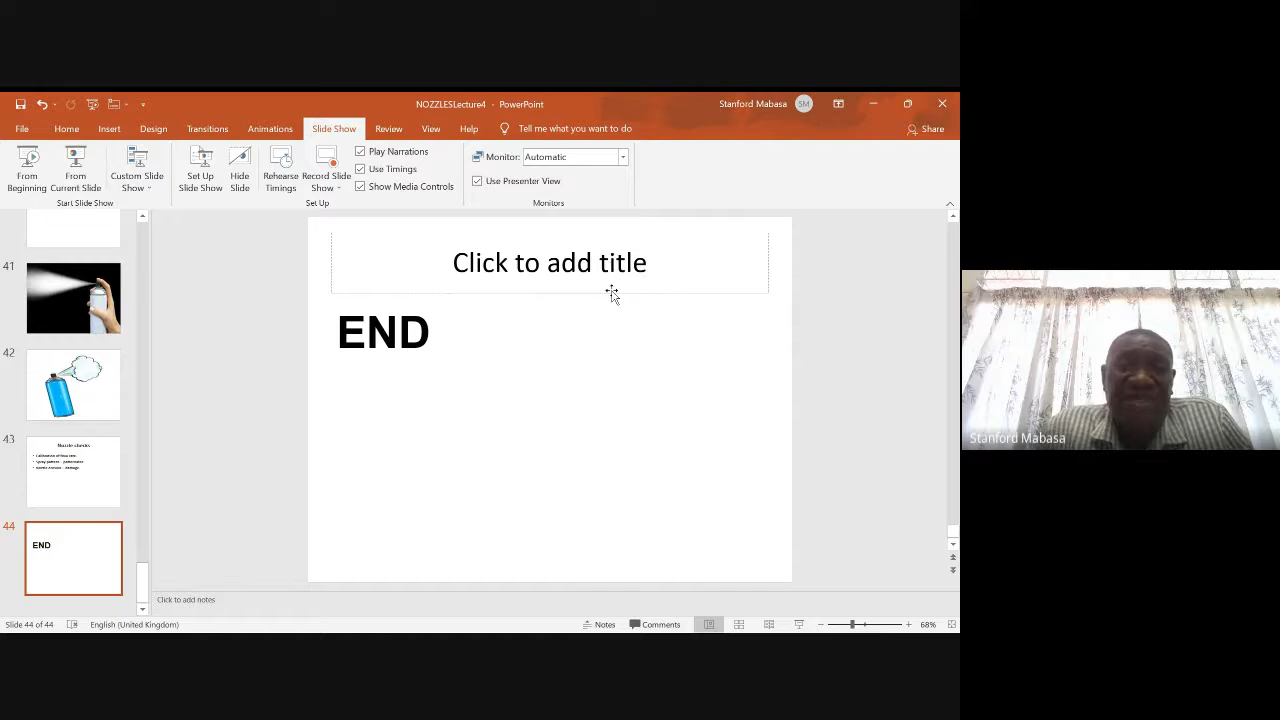 NOZZLESLecture4 - PowerPoint
Stanford Mabasa
SM
File
Home
Insert
Design
Transitions
Animations
Slide Show
Review
View
Help
Tell me what you want to do
Share
From
Beginning
From
Current Slide
Custom Slide
Show
Start Slide Show
Set Up
Slide Show
Hide
Slide
Rehearse
Timings
Record Slide
Show
Play Narrations
Use Timings
Show Media Controls
Set Up
Monitor:
Automatic
Use Presenter View
Monitors
41
42
43
Nozzle checks
44
END
Click to add title
END
Click to add notes
Slide 44 of 44
English (United Kingdom)
Notes
Comments
68%
Stanford Mabasa